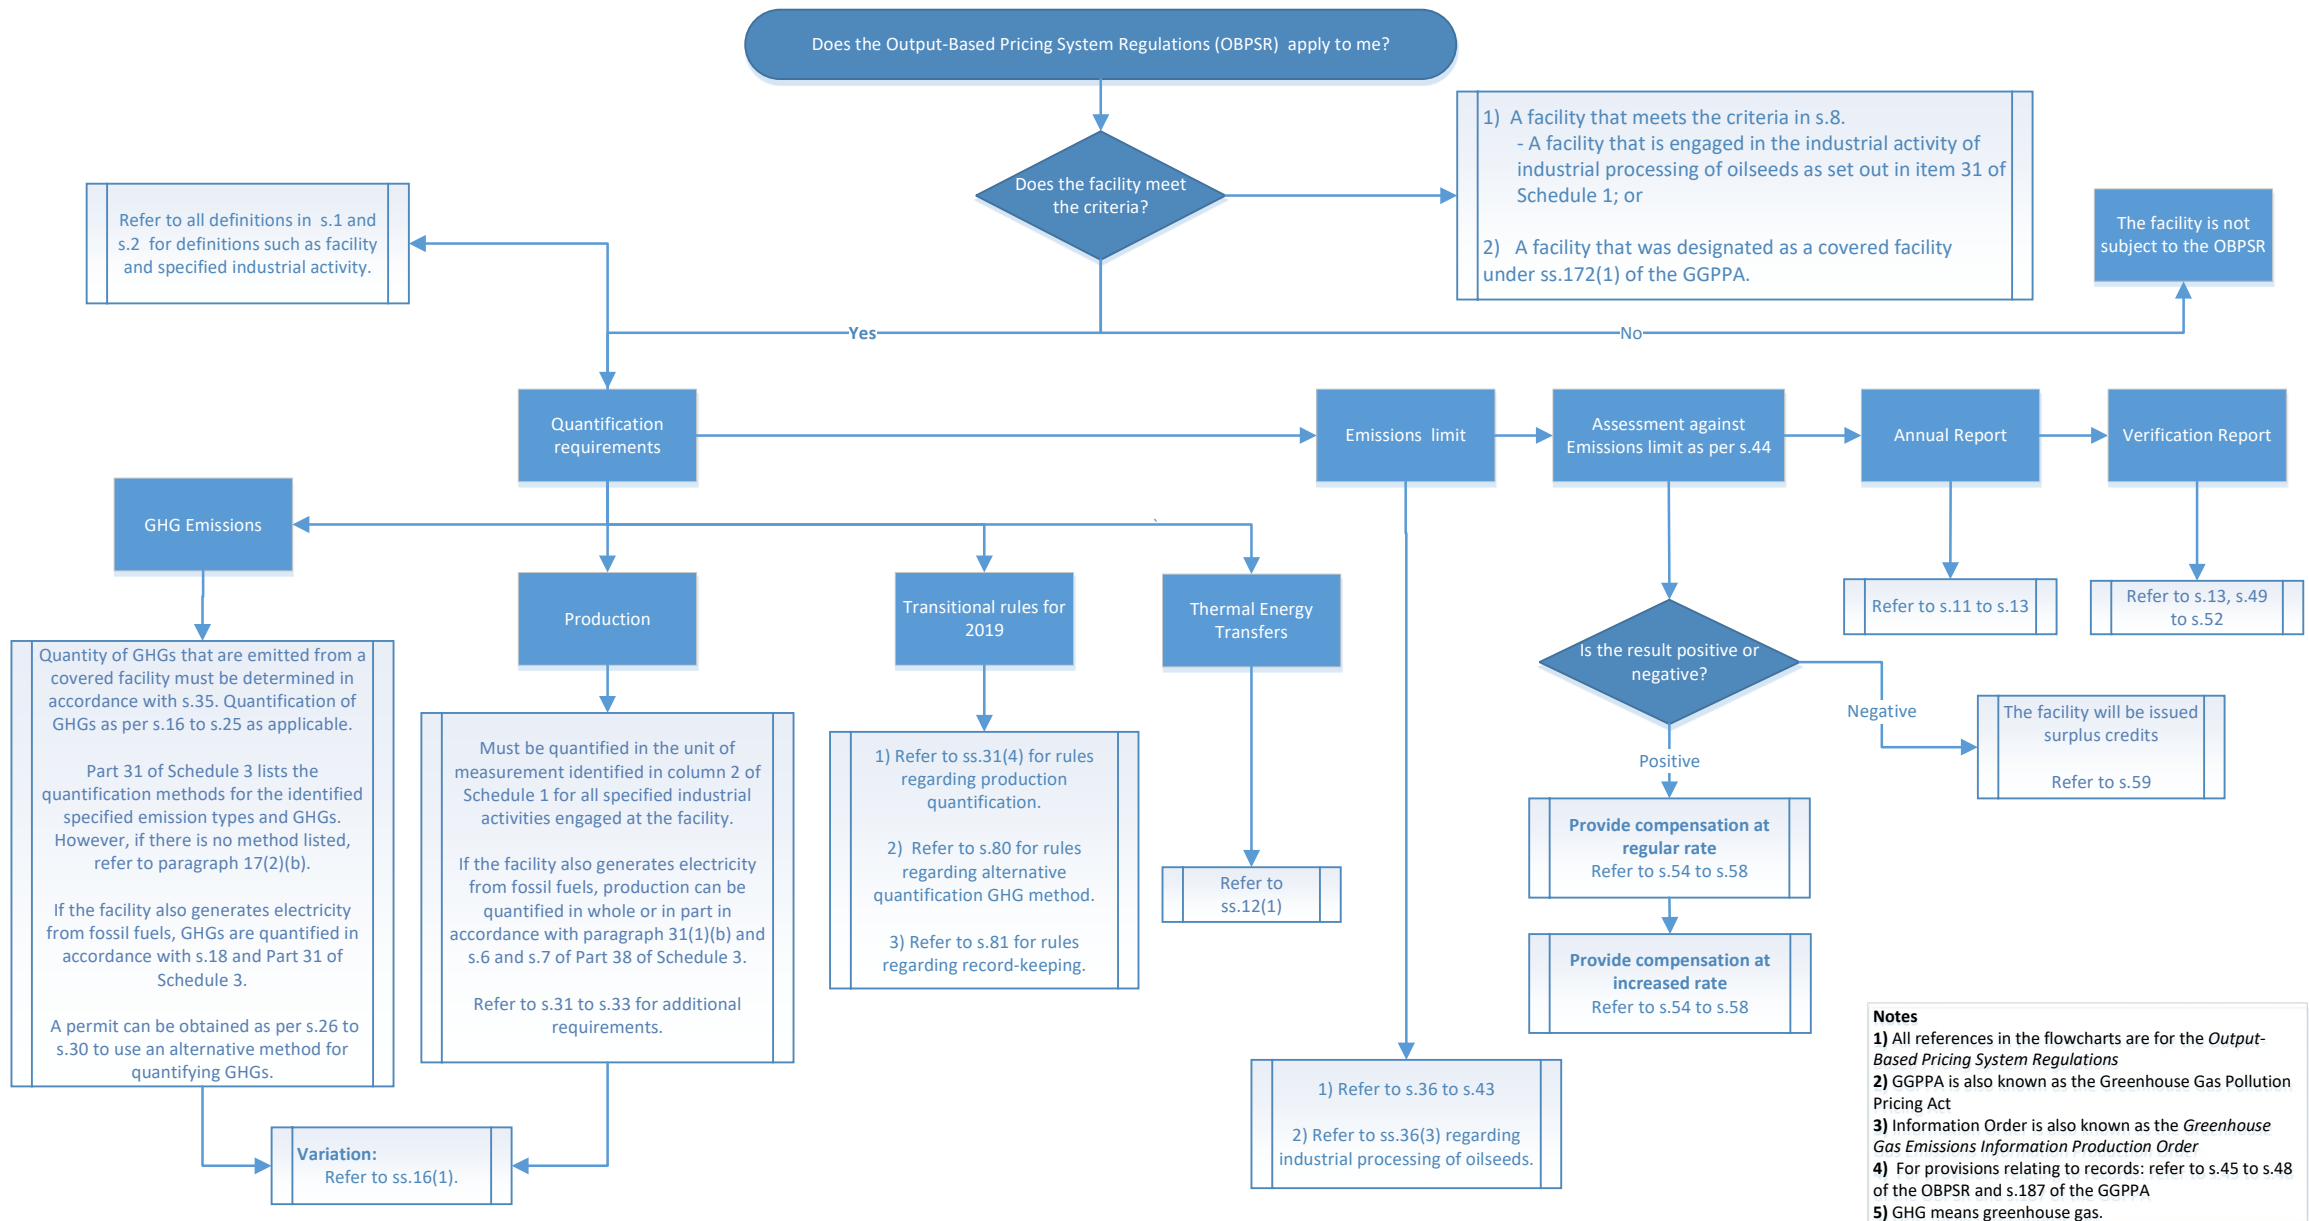 Does the Output-Based Pricing System Regulations (OBPSR)  apply to me?
Does the facility meet
the criteria?
1)  A facility that meets the criteria in s.8.
- A facility that is engaged in the industrial activity of
industrial processing of oilseeds as set out in item 31 of
Schedule 1; or
2)   A facility that was designated as a covered facility
under ss.172(1) of the GGPPA.
The facility is not
subject to the OBPSR
Refer to all definitions in  s.1 and
s.2  for definitions such as facility
and specified industrial activity.
Yes
No
Quantification
requirements
Emissions  limit
Assessment against
Emissions limit as per s.44
Annual Report
Verification Report
GHG Emissions
Production
Transitional rules for
2019
Thermal Energy
Transfers
`
Refer to s.11 to s.13
Refer to s.13, s.49
to s.52
Is the result positive or
negative?
Negative
Positive
The facility will be issued
surplus credits
Refer to s.59
Quantity of GHGs that are emitted from a
covered facility must be determined in
accordance with s.35. Quantification of
GHGs as per s.16 to s.25 as applicable.
Part 31 of Schedule 3 lists the
quantification methods for the identified
specified emission types and GHGs.
However, if there is no method listed,
refer to paragraph 17(2)(b).
If the facility also generates electricity
from fossil fuels, GHGs are quantified in
accordance with s.18 and Part 31 of
Schedule 3.
A permit can be obtained as per s.26 to
s.30 to use an alternative method for
quantifying GHGs.
Must be quantified in the unit of
measurement identified in column 2 of
Schedule 1 for all specified industrial
activities engaged at the facility.
If the facility also generates electricity
from fossil fuels, production can be
quantified in whole or in part in
accordance with paragraph 31(1)(b) and
s.6 and s.7 of Part 38 of Schedule 3.
Refer to s.31 to s.33 for additional
requirements.
1) Refer to ss.31(4) for rules
regarding production
quantification.
2)  Refer to s.80 for rules
regarding alternative
quantification GHG method.
3) Refer to s.81 for rules
regarding record-keeping.
Refer to
ss.12(1)
Provide compensation at
regular rate
Refer to s.54 to s.58
Provide compensation at
increased rate
Refer to s.54 to s.58
1) Refer to s.36 to s.43
2) Refer to ss.36(3) regarding
industrial processing of oilseeds.
Variation:
Refer to ss.16(1).
Notes
1) All references in the flowcharts are for the Output-
Based Pricing System Regulations
2) GGPPA is also known as the Greenhouse Gas Pollution
Pricing Act
3) Information Order is also known as the Greenhouse
Gas Emissions Information Production Order
4)  For provisions relating to records: refer to s.45 to s.48
of the OBPSR and s.187 of the GGPPA
5) GHG means greenhouse gas.